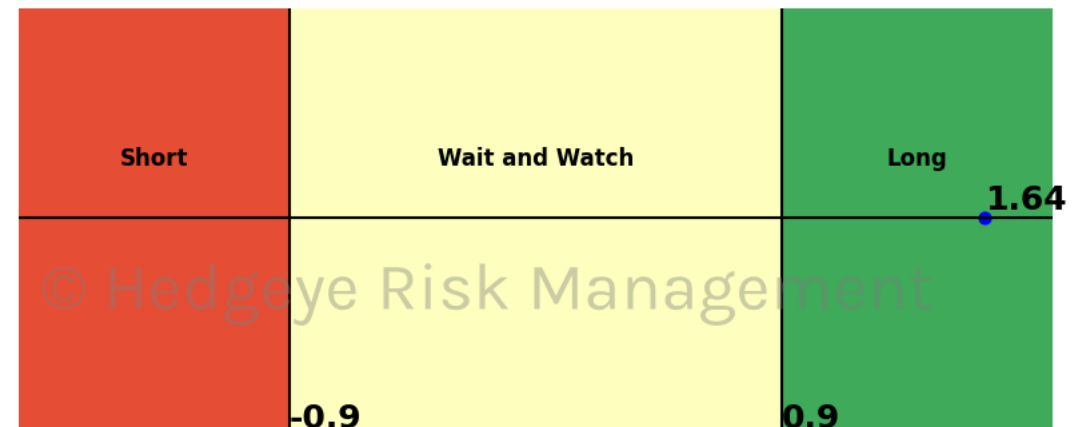 Short
Wait and Watch
Long
1.64
© Hedgeye Risk Management
-0.9
0.9